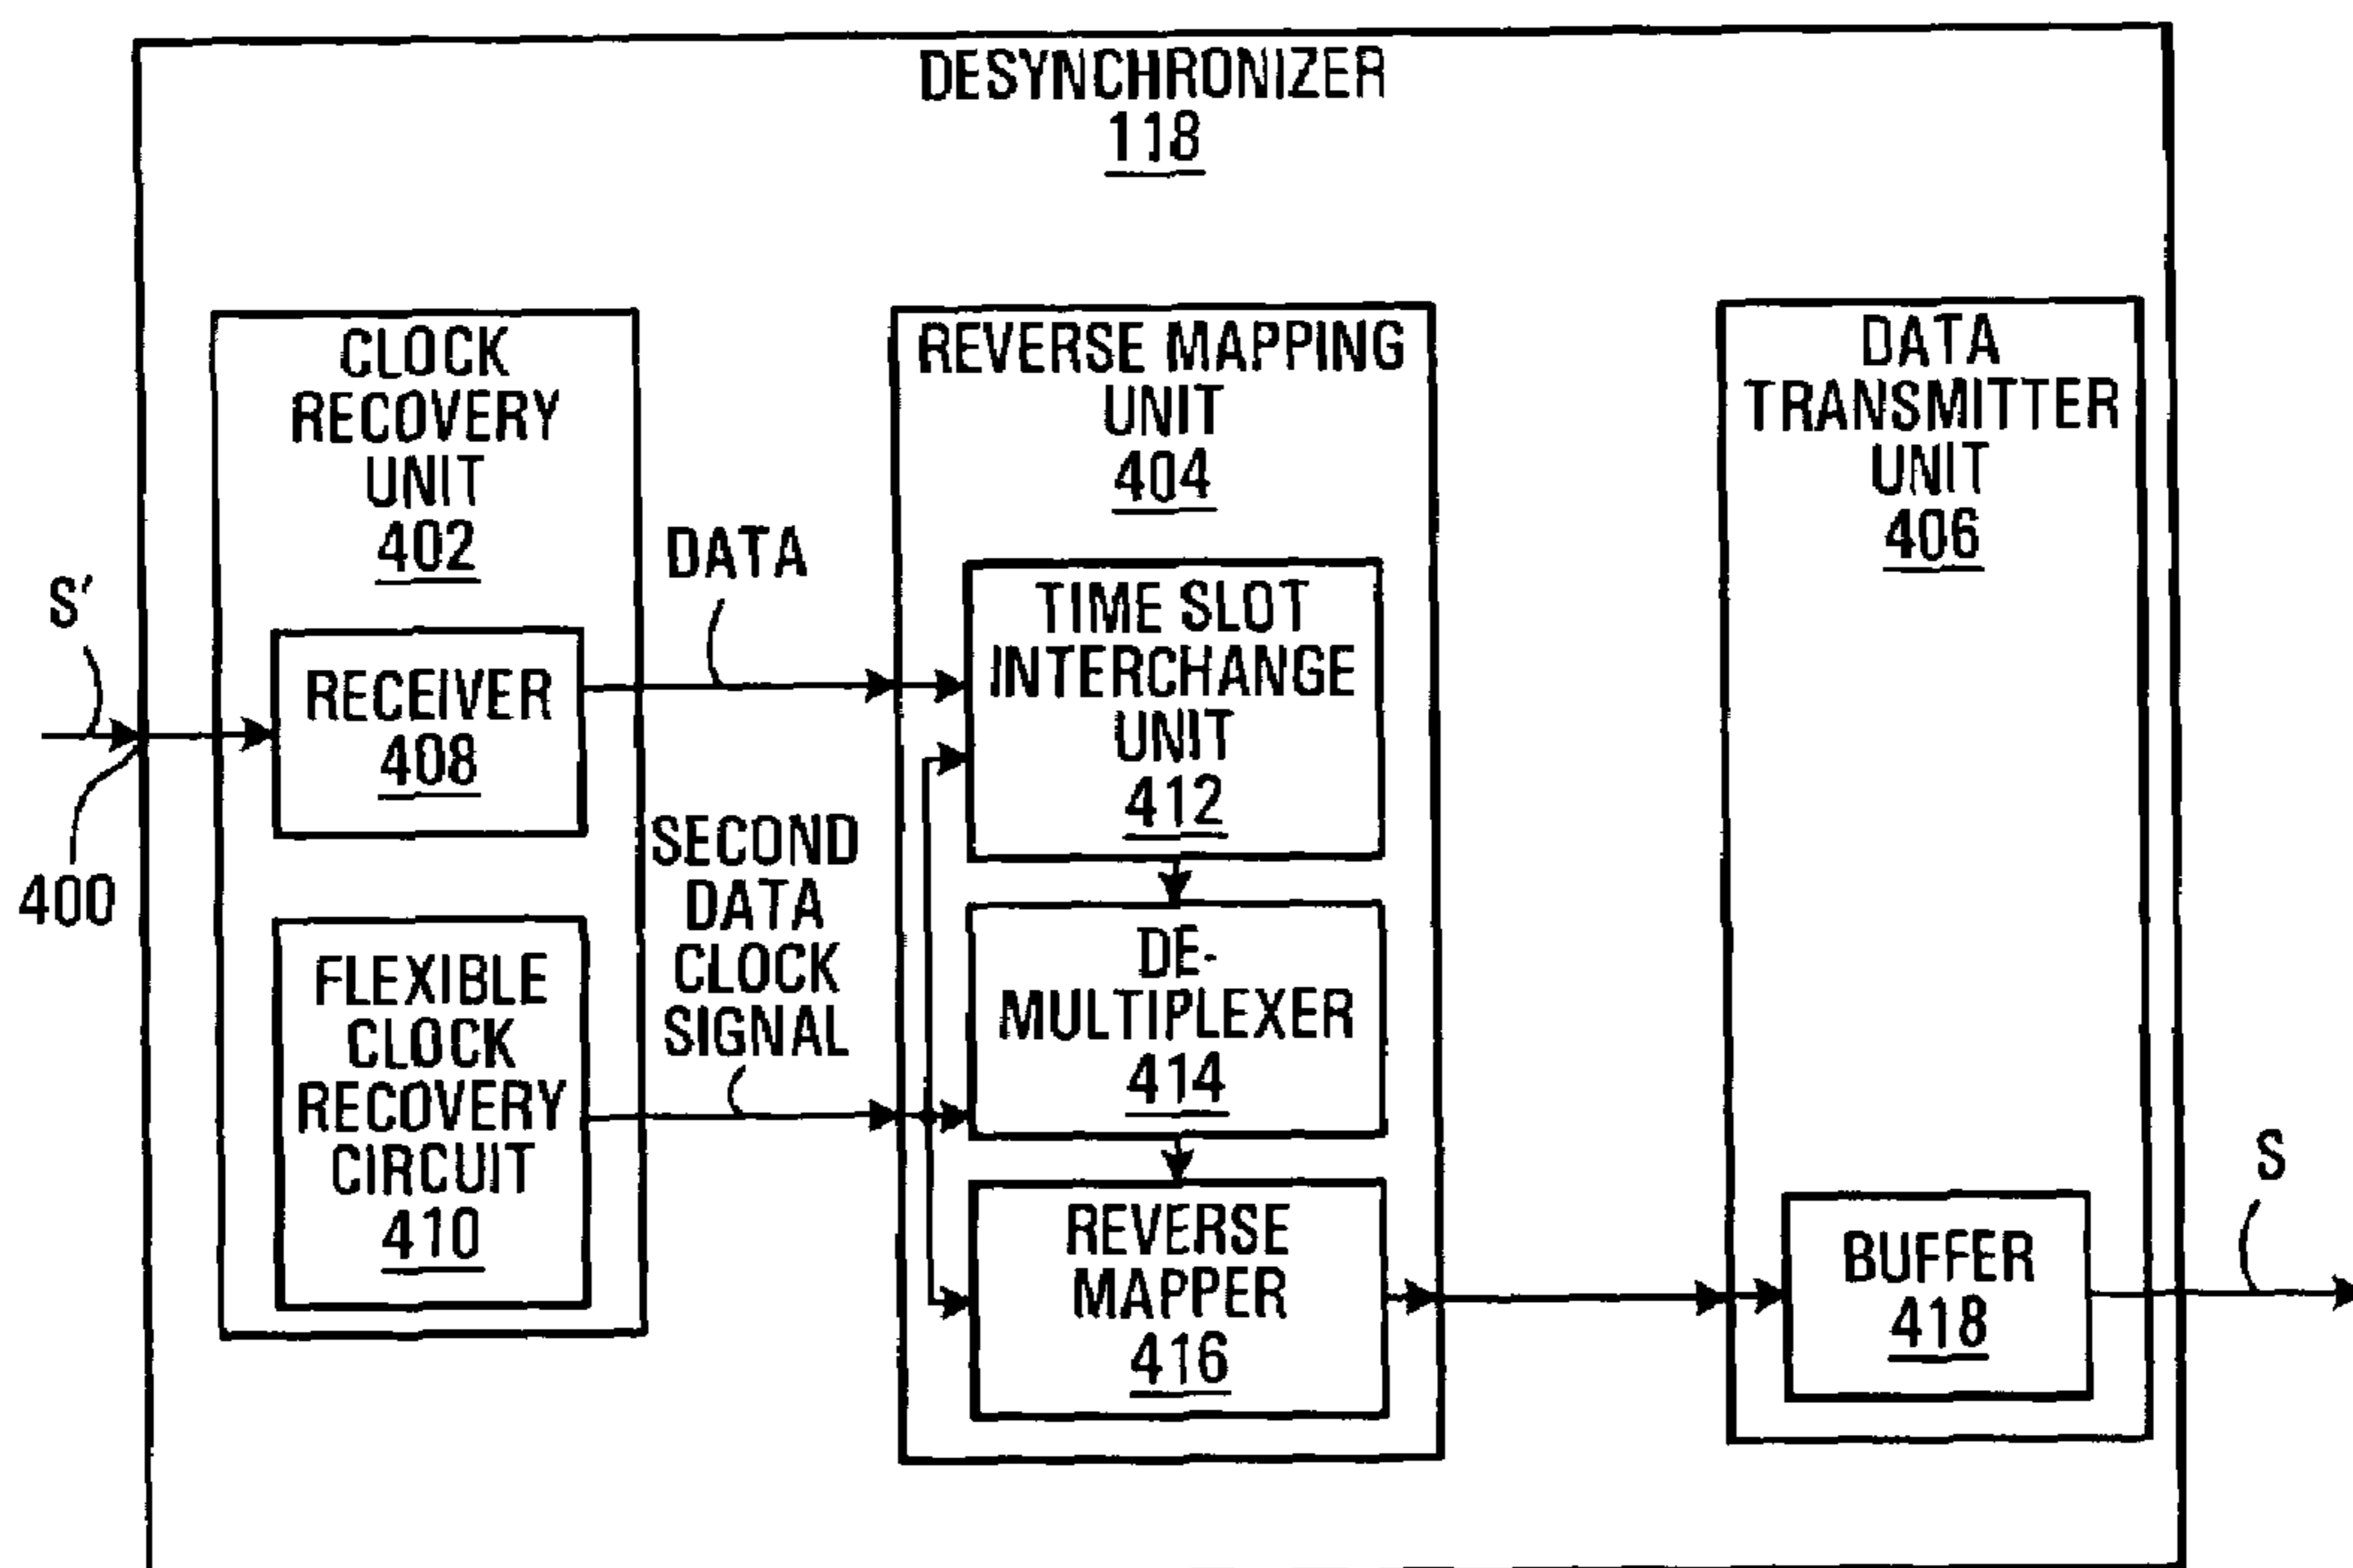 DESYNCHRONIZER
118
CLOCK
RECOVERY
UNIT
402
S'
RECEIVER
408
400
FLEXIBLE
CLOCK
RECOVERY
CIRCUIT
410
DATA
SECOND
DATA
CLOCK
SIGNAL
REVERSE MAPPING
UNIT
404
TIME SLOT
INTERCHANGE
UNIT
412
DE-
MULTIPLEXER
414
REVERSE
MAPPER
416
DATA
TRANSMITTER
UNIT
406
BUFFER
418
S